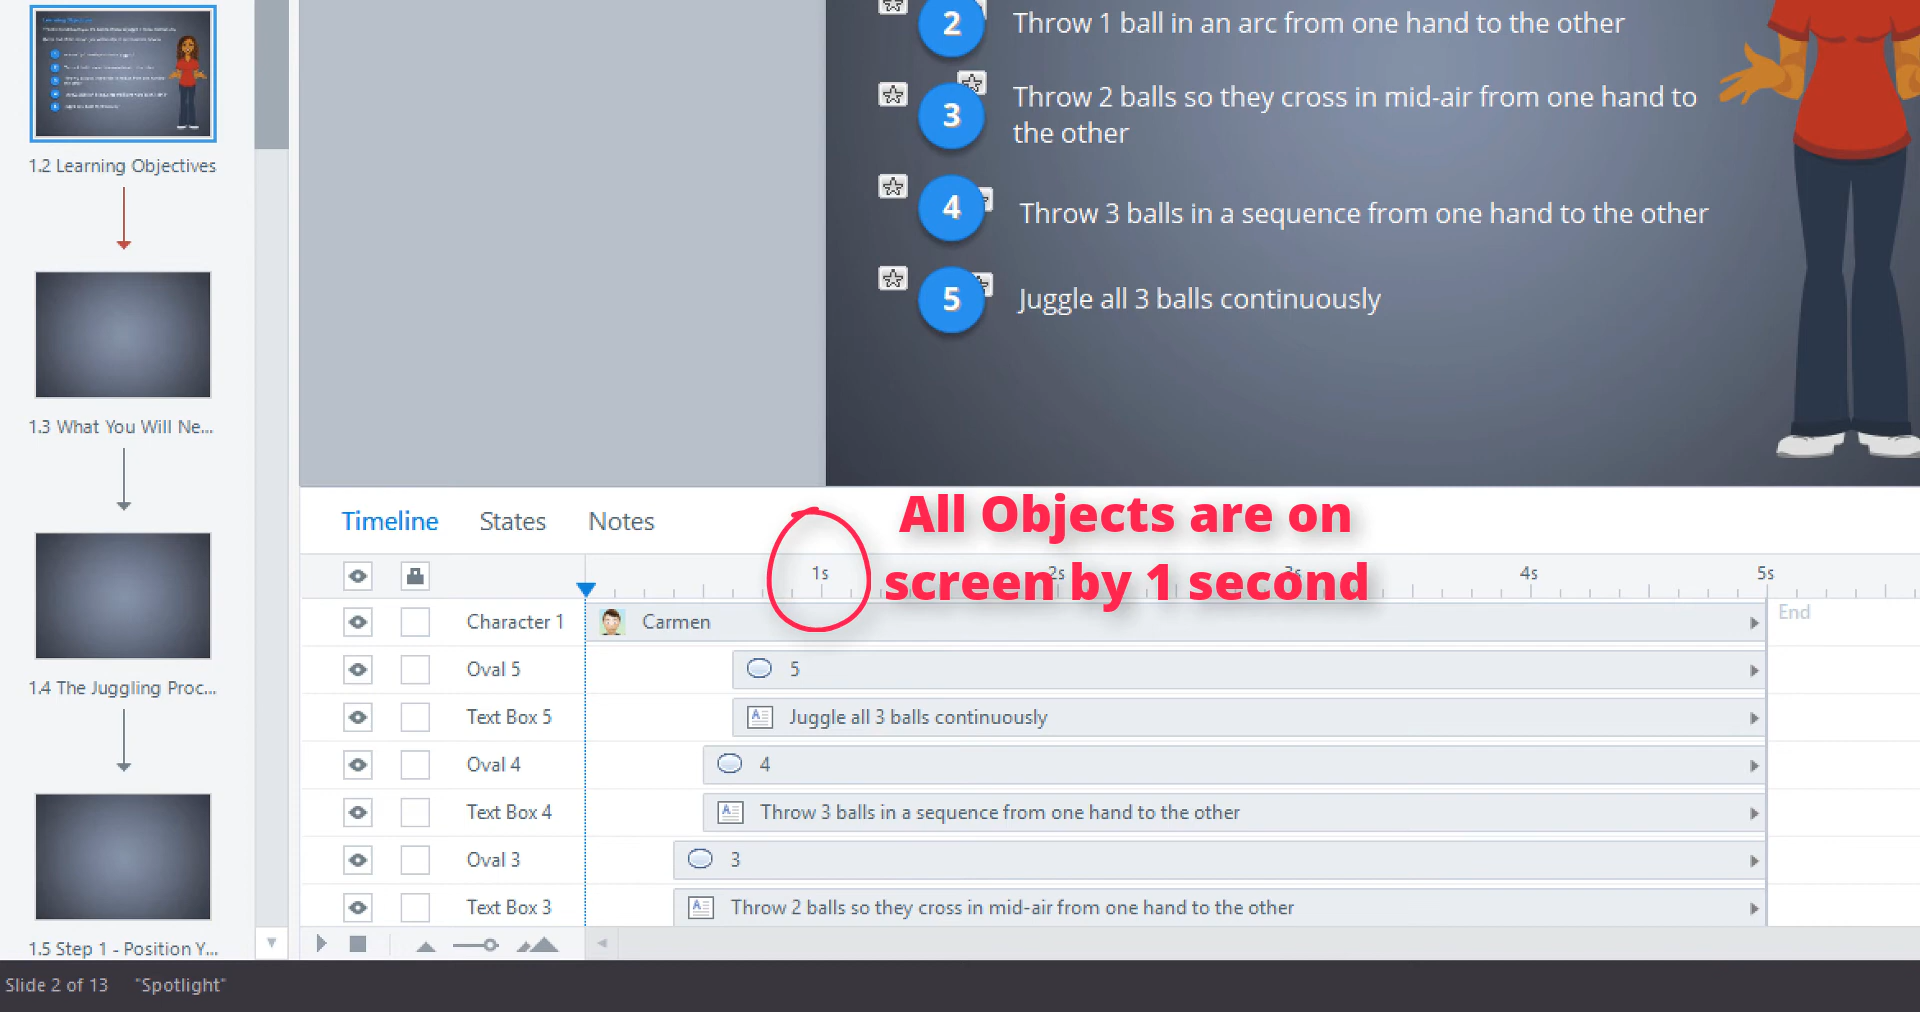 Learning Objectives
1.2 Learning Objectives
1.3 What You Will Ne...
1.4 The Juggling Proc...
1.5 Step 1 - Position Y...
2 Throw 1 ball in an arc from one hand to the other
3 Throw 2 balls so they cross in mid-air from one hand to
the other
4 Throw 3 balls in a sequence from one hand to the other
5 Juggle all 3 balls continuously
Timeline States Notes
All Objects are on
screen by 1 second
1s 2s 3s 4s 5s
End
Character 1 Carmen
Oval 5 5
Text Box 5 Juggle all 3 balls continuously
Oval 4 4
Text Box 4 Throw 3 balls in a sequence from one hand to the other
Oval 3 3
Text Box 3 Throw 2 balls so they cross in mid-air from one hand to the other
Slide 2 of 13 "Spotlight"